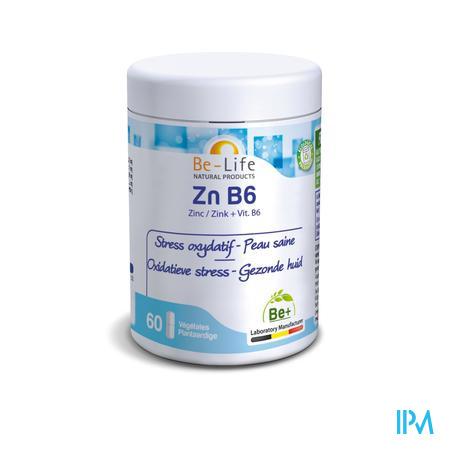 Be-Life
NATURAL PRODUCTS
Zn B6
Zinc / Zink + Vit. B6
Stress oxydatif - Peau saine
Oxidatieve stress - Gezonde huid
Be+
Laboratory Manufacturer
60
Végétales
Plantaardige
IPM